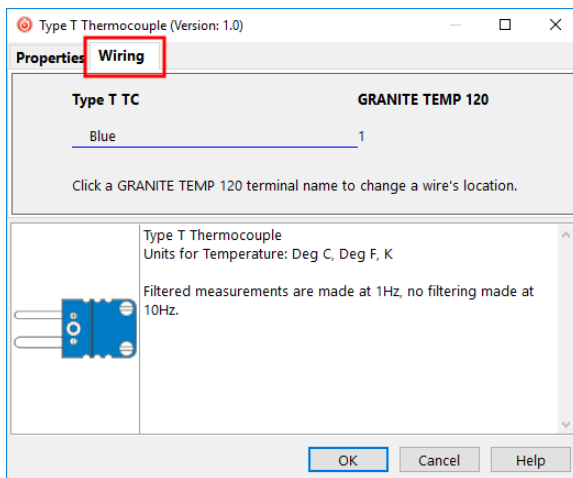 Type T Thermocouple (Version: 1.0)
Properties Wiring
Type T TC GRANITE TEMP 120
Blue 1
Click a GRANITE TEMP 120 terminal name to change a wire's location.
Type T Thermocouple
Units for Temperature: Deg C, Deg F, K
Filtered measurements are made at 1Hz, no filtering made at
10Hz.
OK Cancel Help